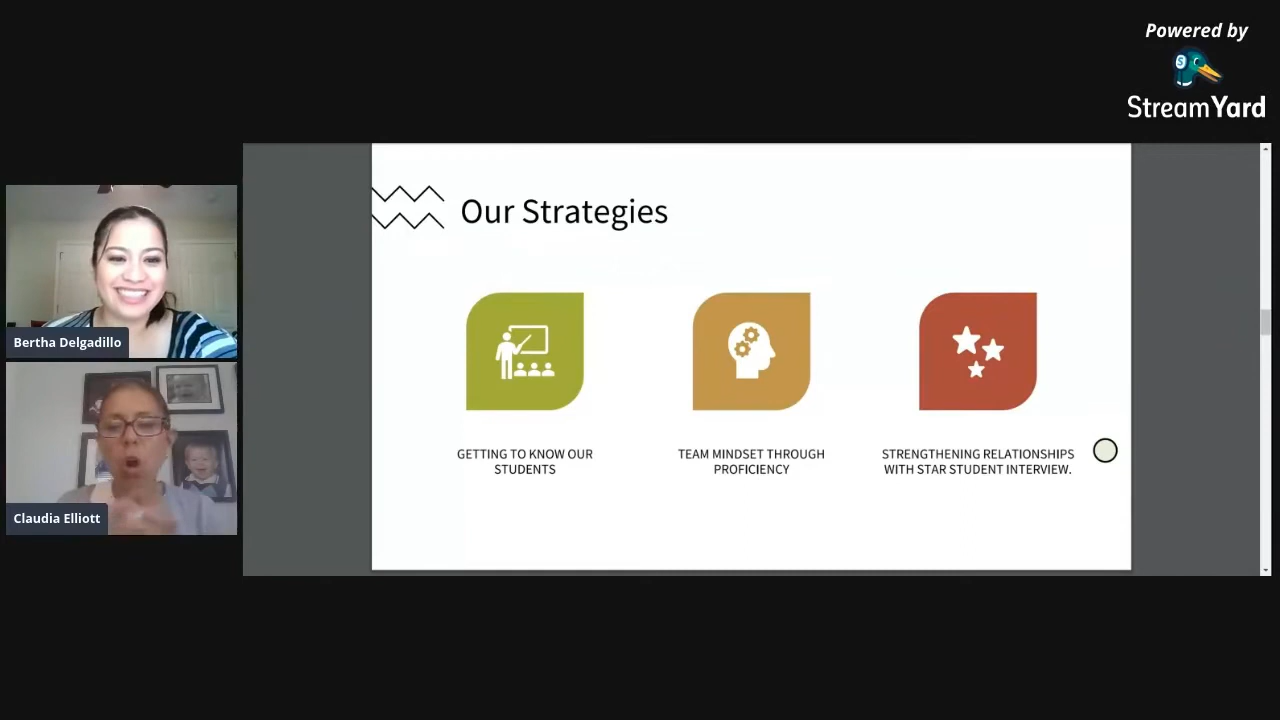 Powered by
StreamYard
Our Strategies
Bertha Delgadillo
GETTING TO KNOW OUR
STUDENTS
TEAM MINDSET THROUGH
PROFICIENCY
STRENGTHENING RELATIONSHIPS
WITH STAR STUDENT INTERVIEW.
Claudia Elliott